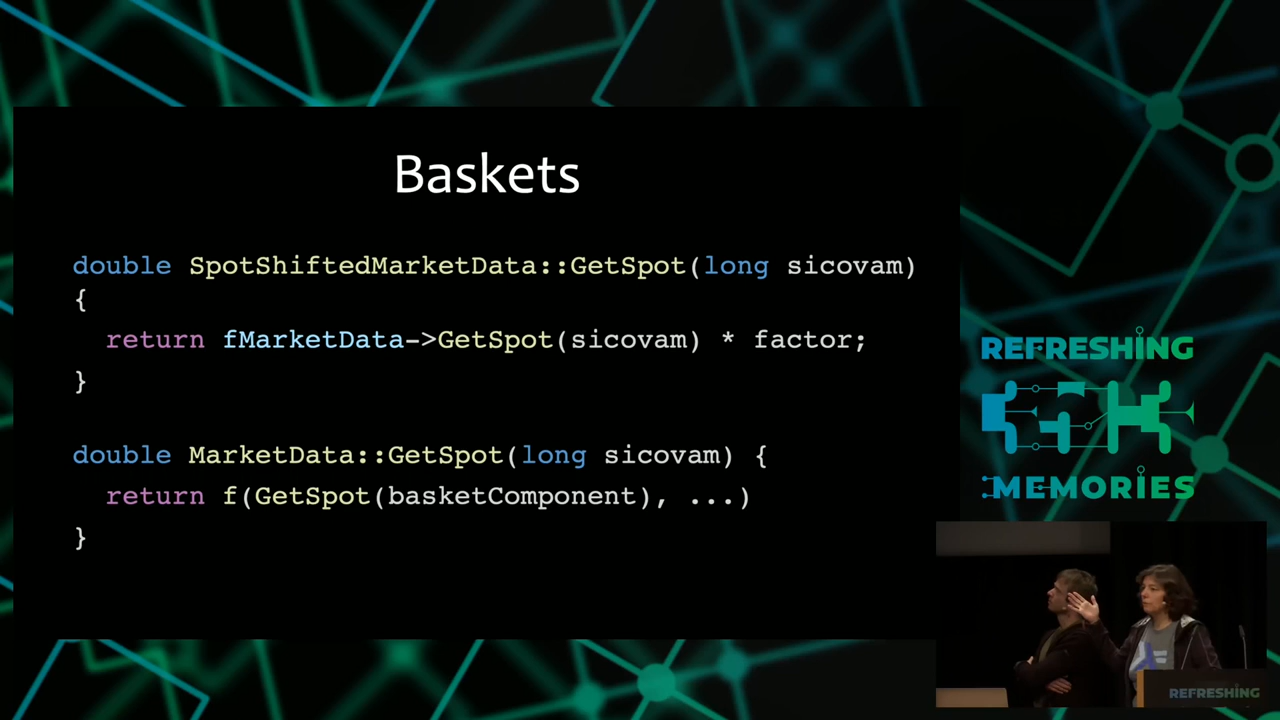 Baskets
double SpotShiftedMarketData::GetSpot(long sicovam)
{
return fMarketData->GetSpot(sicovam) * factor;
}
double MarketData::GetSpot(long sicovam) {
return f(GetSpot(basketComponent), ...)
}
REFRESHING
MEMORIES
REFRESHING